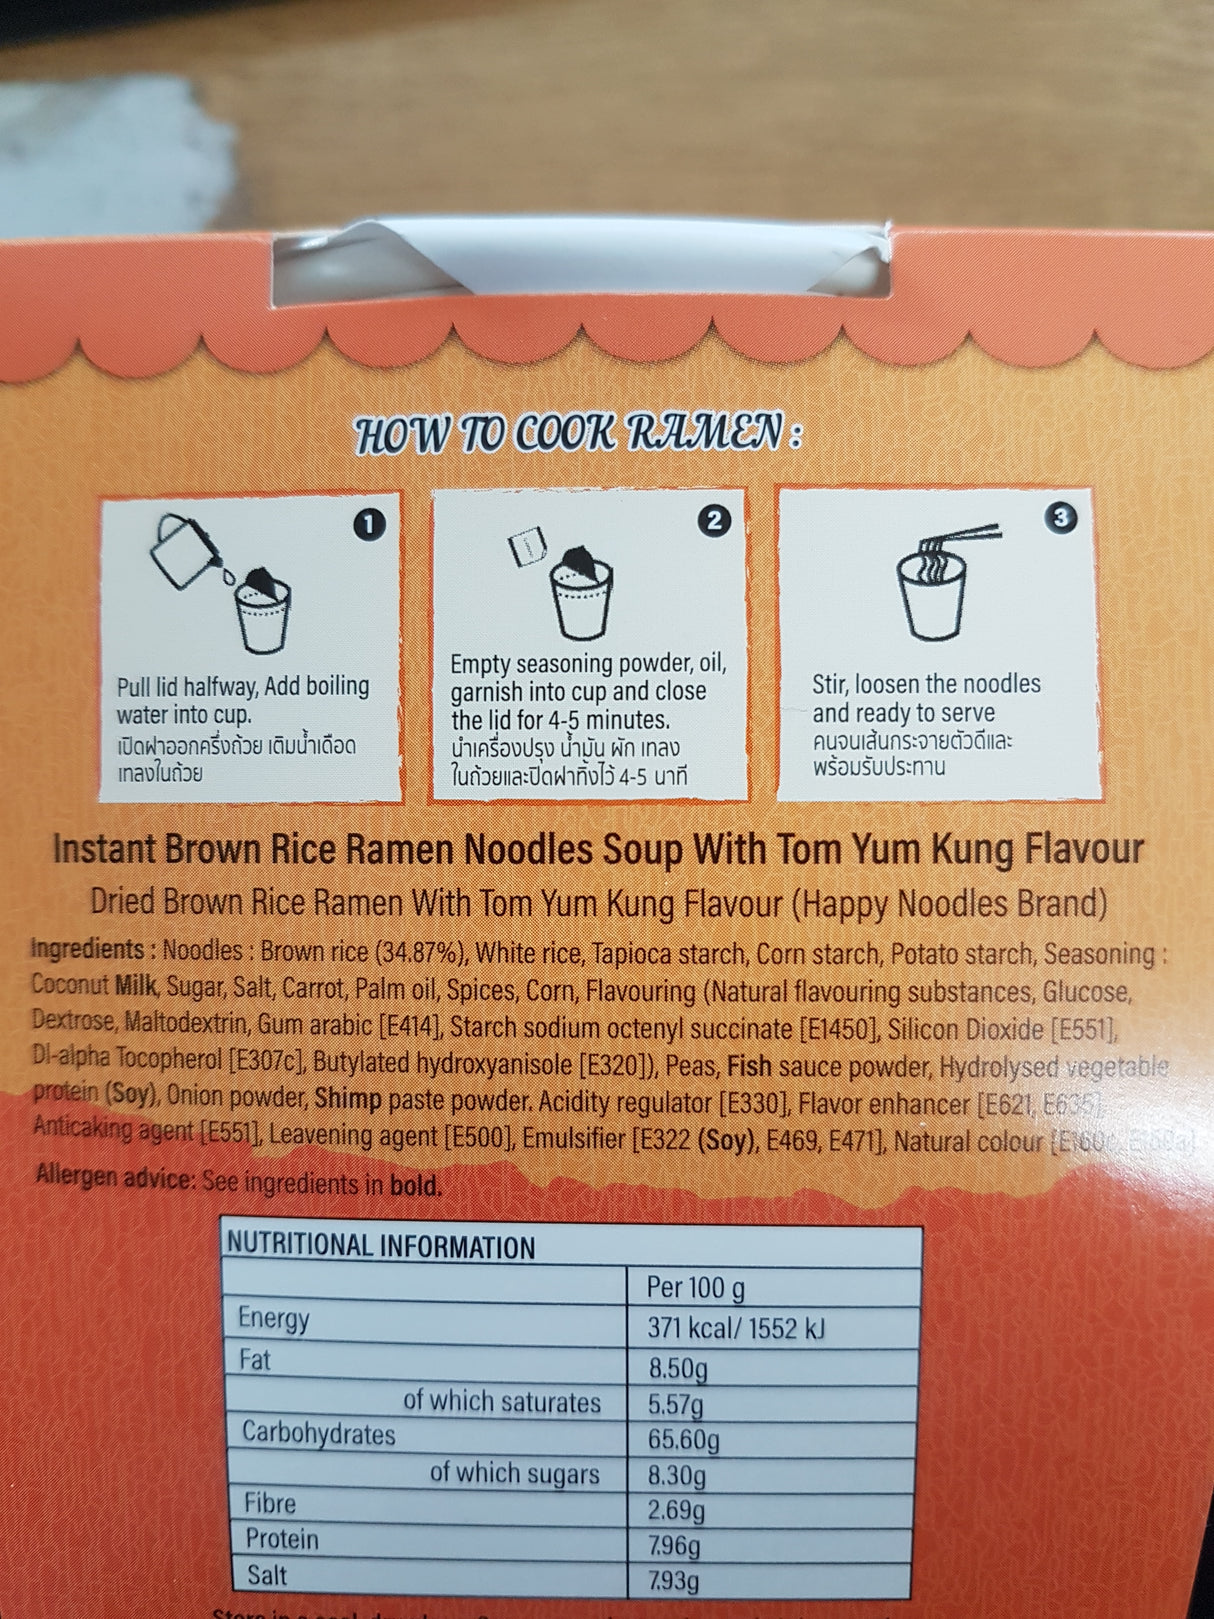 HOW TO COOK RAMEN :
1
Pull lid halfway, Add boiling
water into cup.
เปิดฝาออกครึ่งถ้วย เติมน้ำเดือด
เทลงในถ้วย
2
Empty seasoning powder, oil,
garnish into cup and close
the lid for 4-5 minutes.
นำเครื่องปรุง น้ำมัน ผัก เทลง
ในถ้วยและปิดฝาทิ้งไว้ 4-5 นาที
3
Stir, loosen the noodles
and ready to serve
คนจนเส้นกระจายตัวดีและ
พร้อมรับประทาน
Instant Brown Rice Ramen Noodles Soup With Tom Yum Kung Flavour
Dried Brown Rice Ramen With Tom Yum Kung Flavour (Happy Noodles Brand)
Ingredients : Noodles : Brown rice (34.87%), White rice, Tapioca starch, Corn starch, Potato starch, Seasoning :
Coconut Milk, Sugar, Salt, Carrot, Palm oil, Spices, Corn, Flavouring (Natural flavouring substances, Glucose,
Dextrose, Maltodextrin, Gum arabic [E414], Starch sodium octenyl succinate [E1450], Silicon Dioxide [E551],
Dl-alpha Tocopherol [E307c], Butylated hydroxyanisole [E320]), Peas, Fish sauce powder, Hydrolysed vegetable
protein (Soy), Onion powder, Shimp paste powder. Acidity regulator [E330], Flavor enhancer [E621, E635]
Anticaking agent [E551], Leavening agent [E500], Emulsifier [E322 (Soy), E469, E471], Natural colour
Allergen advice: See ingredients in bold.
NUTRITIONAL INFORMATION
Per 100 g
Energy 371 kcal/ 1552 kJ
Fat 8.50g
of which saturates 5.57g
Carbohydrates 65.60g
of which sugars 8.30g
Fibre 2.69g
Protein 7.96g
Salt 7.93g